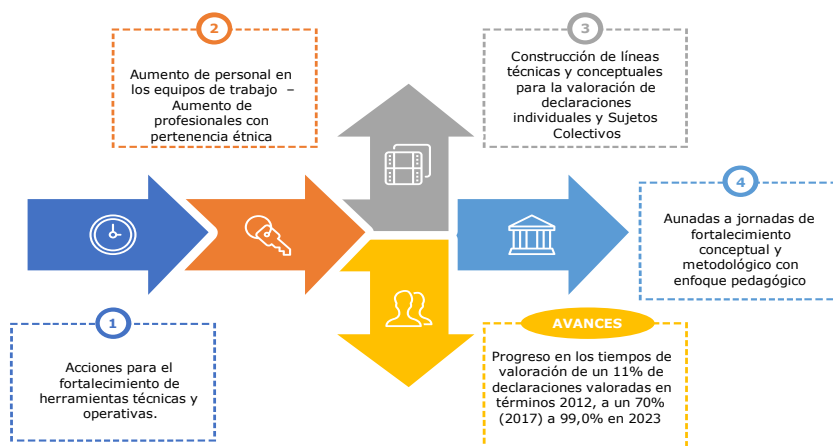 2
Aumento de personal en
los equipos de trabajo –
Aumento de
profesionales con
pertenencia étnica
3
Construcción de líneas
técnicas y conceptuales
para la valoración de
declaraciones
individuales y Sujetos
Colectivos
4
Aunadas a jornadas de
fortalecimiento
conceptual y
metodológico con
enfoque pedagógico
1
Acciones para el
fortalecimiento de
herramientas técnicas y
operativas.
AVANCES
Progreso en los tiempos de
valoración de un 11% de
declaraciones valoradas en
términos 2012, a un 70%
(2017) a 99,0% en 2023